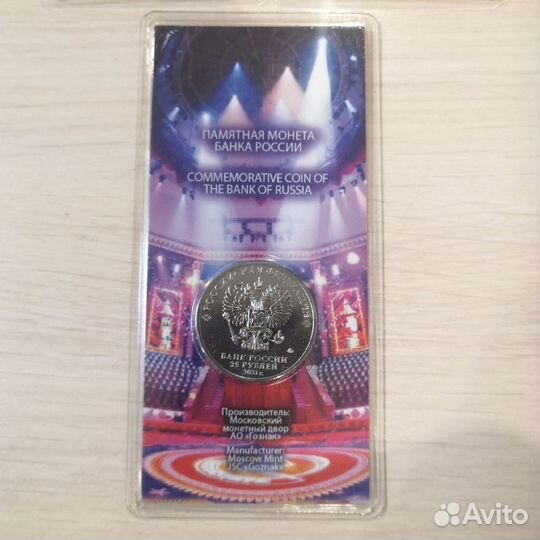 ПАМЯТНАЯ МОНЕТА
БАНКА РОССИИ
COMMEMORATIVE COIN OF
THE BANK OF RUSSIA
РОССИЙСКАЯ ФЕДЕРАЦИЯ
БАНК РОССИИ
25 РУБЛЕЙ
2021 г.
Производитель:
Московский
монетный двор
АО «Гознак»
Manufacturer:
Moscow Mint
JSC «Goznak»
Avito